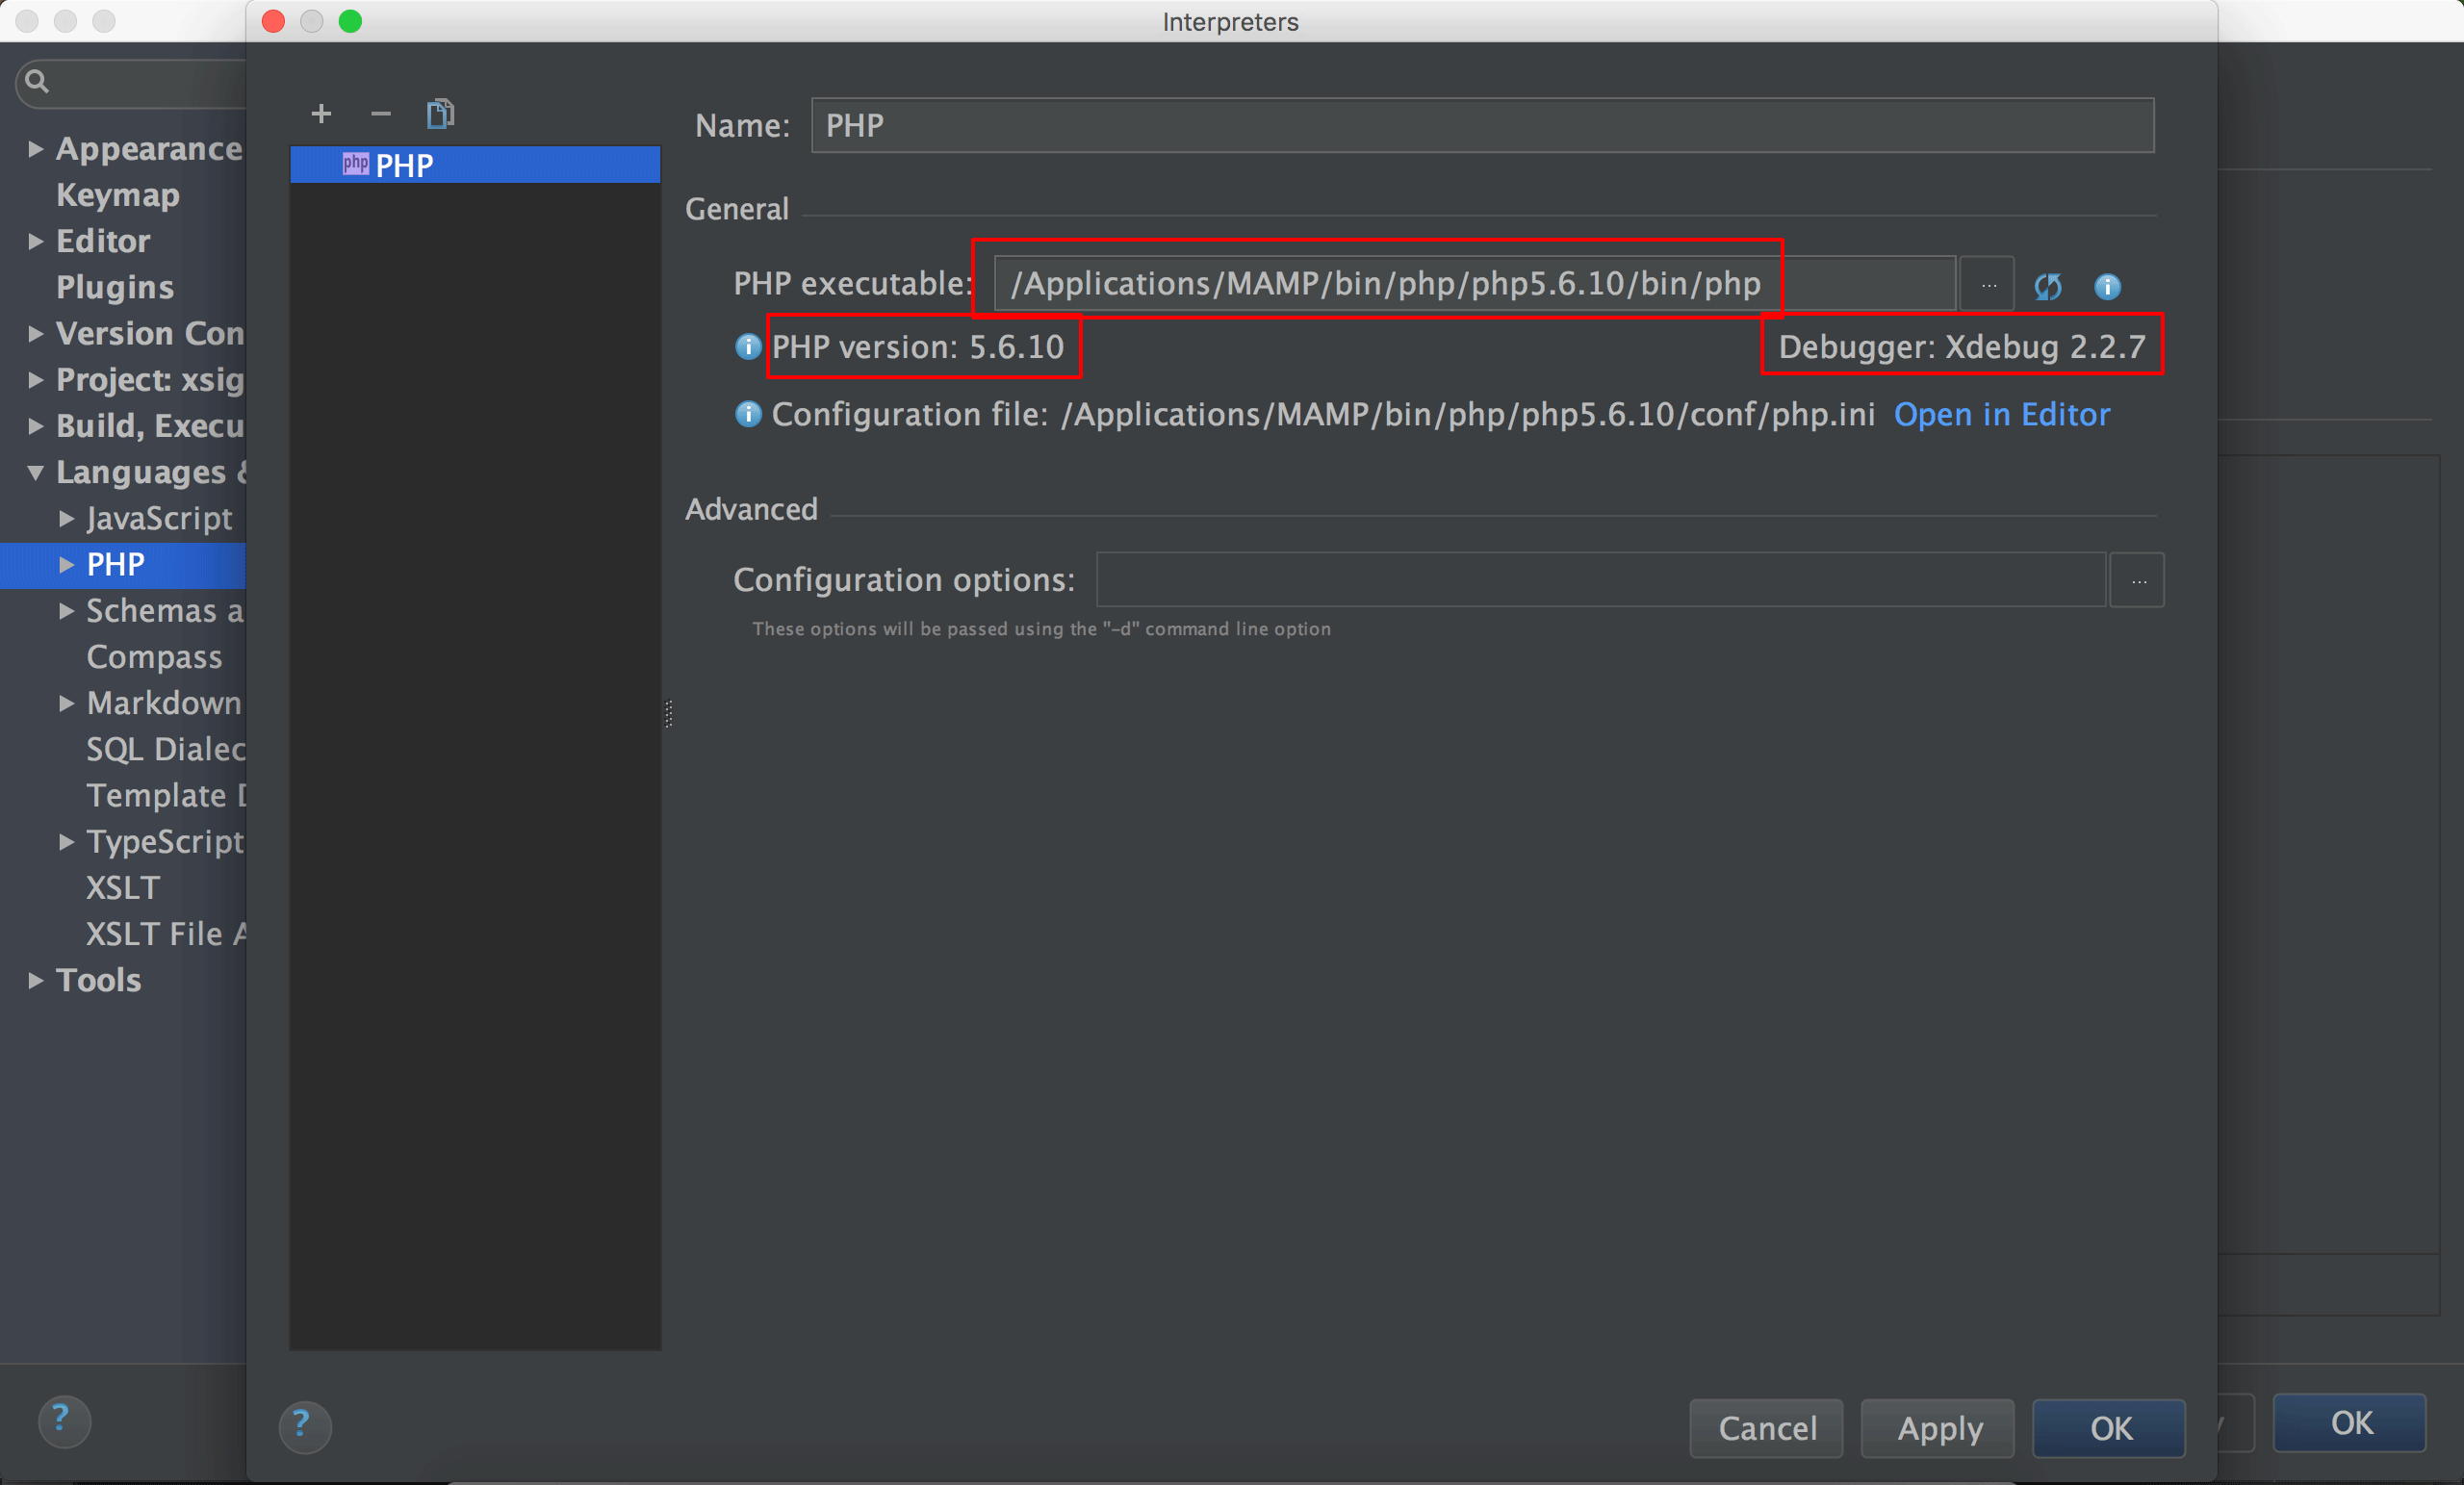 Interpreters
Appearance
Keymap
Editor
Plugins
Version Con
Project: xsig
Build, Execu
Languages &
JavaScript
PHP
Schemas a
Compass
Markdown
SQL Dialec
Template D
TypeScript
XSLT
XSLT File A
Tools
php PHP
Name: PHP
General
PHP executable: /Applications/MAMP/bin/php/php5.6.10/bin/php ...
PHP version: 5.6.10 Debugger: Xdebug 2.2.7
Configuration file: /Applications/MAMP/bin/php/php5.6.10/conf/php.ini Open in Editor
Advanced
Configuration options: ...
These options will be passed using the "-d" command line option
? ? Cancel Apply OK OK